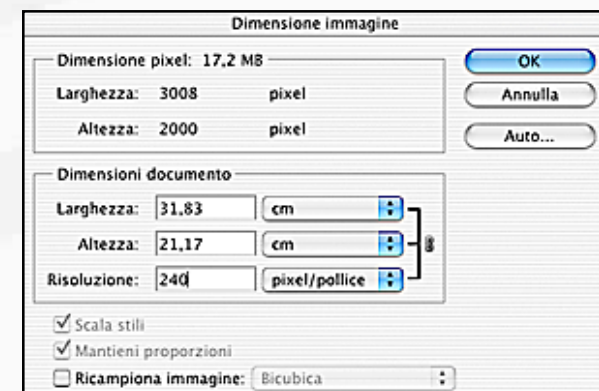 Dimensione immagine
Dimensione pixel: 17,2 MB
Larghezza: 3008 pixel
Altezza: 2000 pixel
OK
Annulla
Auto...
Dimensioni documento
Larghezza: 31,83 cm
Altezza: 21,17 cm
Risoluzione: 240 pixel/pollice
Scala stili
Mantieni proporzioni
Ricampiona immagine: Bicubica